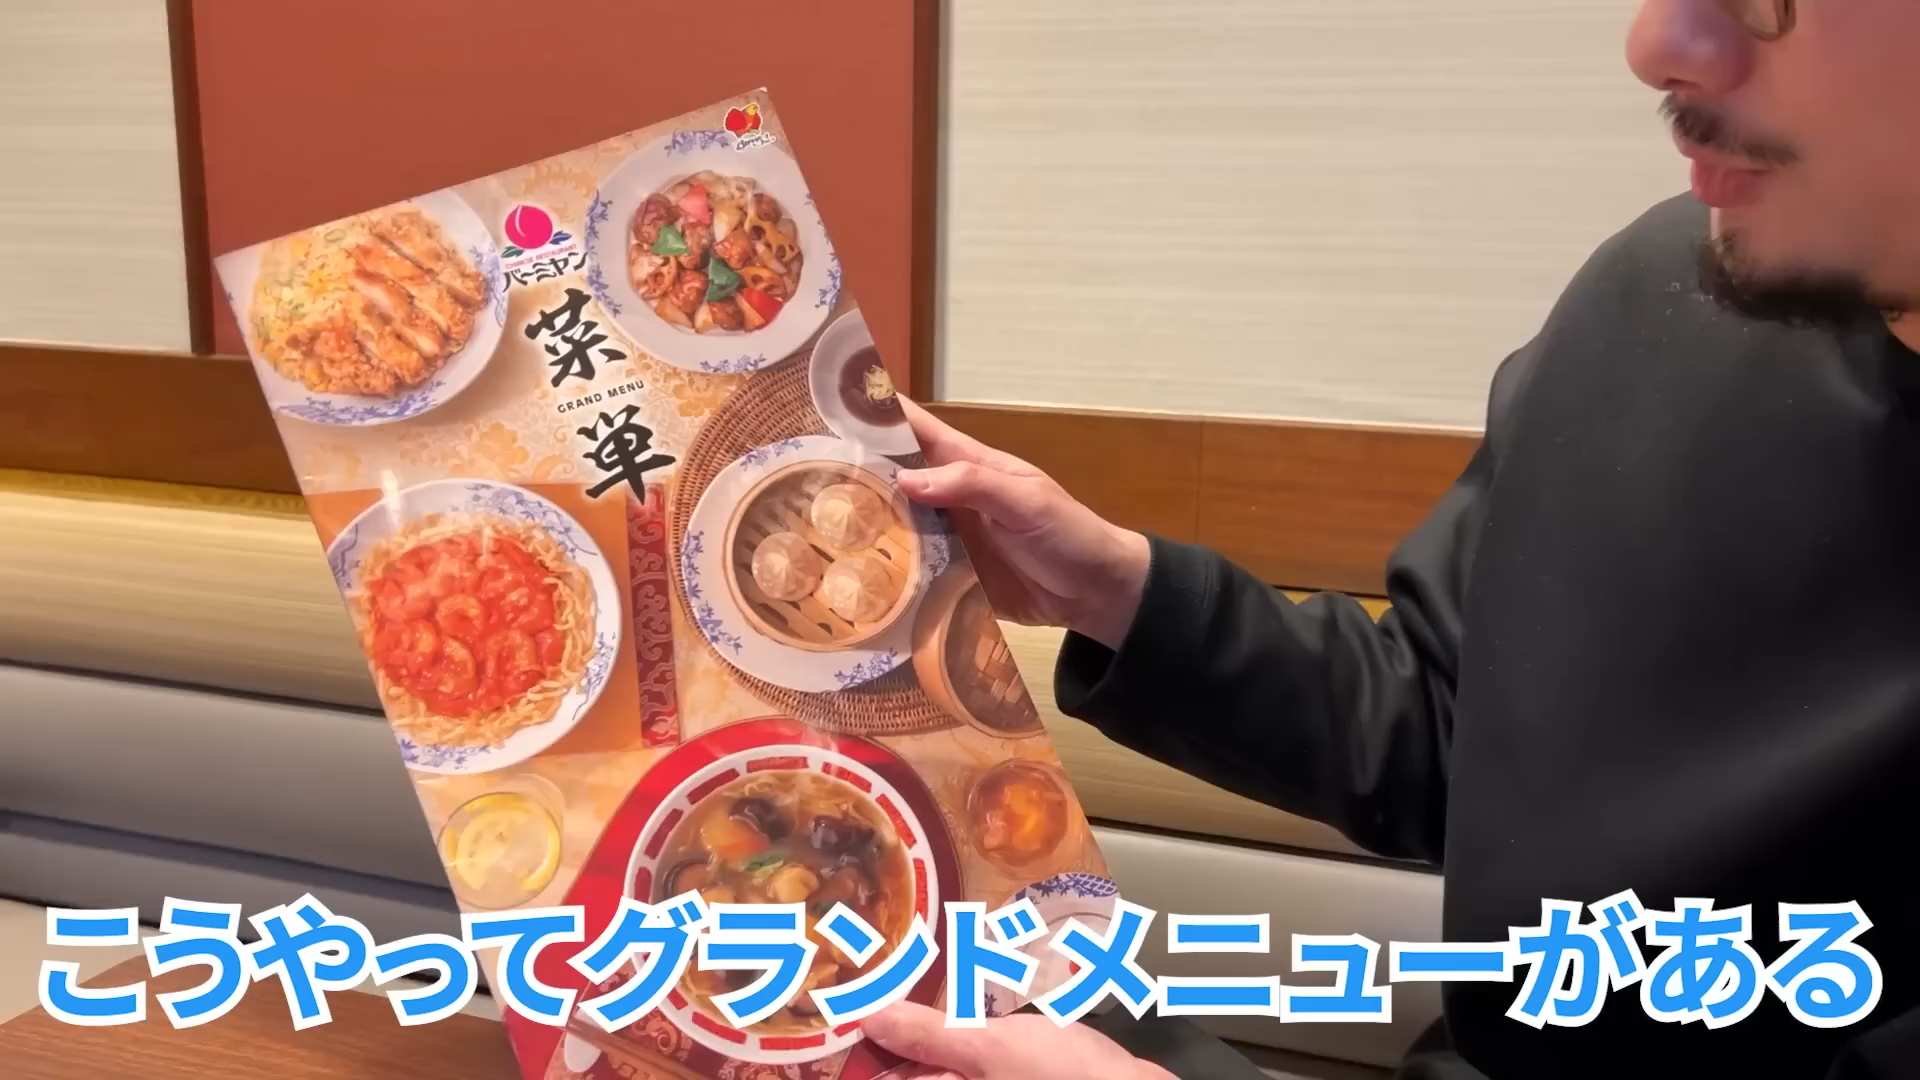 CHINESE RESTAURANT
バーミヤン
菜
GRAND MENU
単
こうやってグランドメニューがある